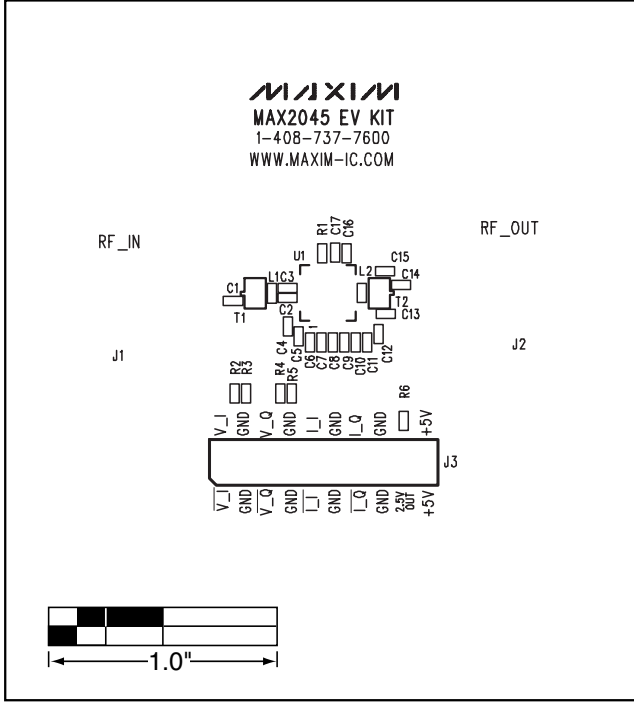 MAXIM
MAX2045 EV KIT
1-408-737-7600
WWW.MAXIM-IC.COM
RF_IN
RF_OUT
R1
C17
C16
U1
L2
C15
C14
C1
L1
C3
T1
T2
C13
C2
1
C4
C5
C6
C7
C8
C9
C10
C11
C12
J1
J2
R2
R3
R4
R5
R6
V_I
GND
V_Q
GND
I_I
GND
I_Q
GND
+5V
J3
V_I
GND
V_Q
GND
I_I
GND
I_Q
GND
2.5V
OUT
+5V
1.0"